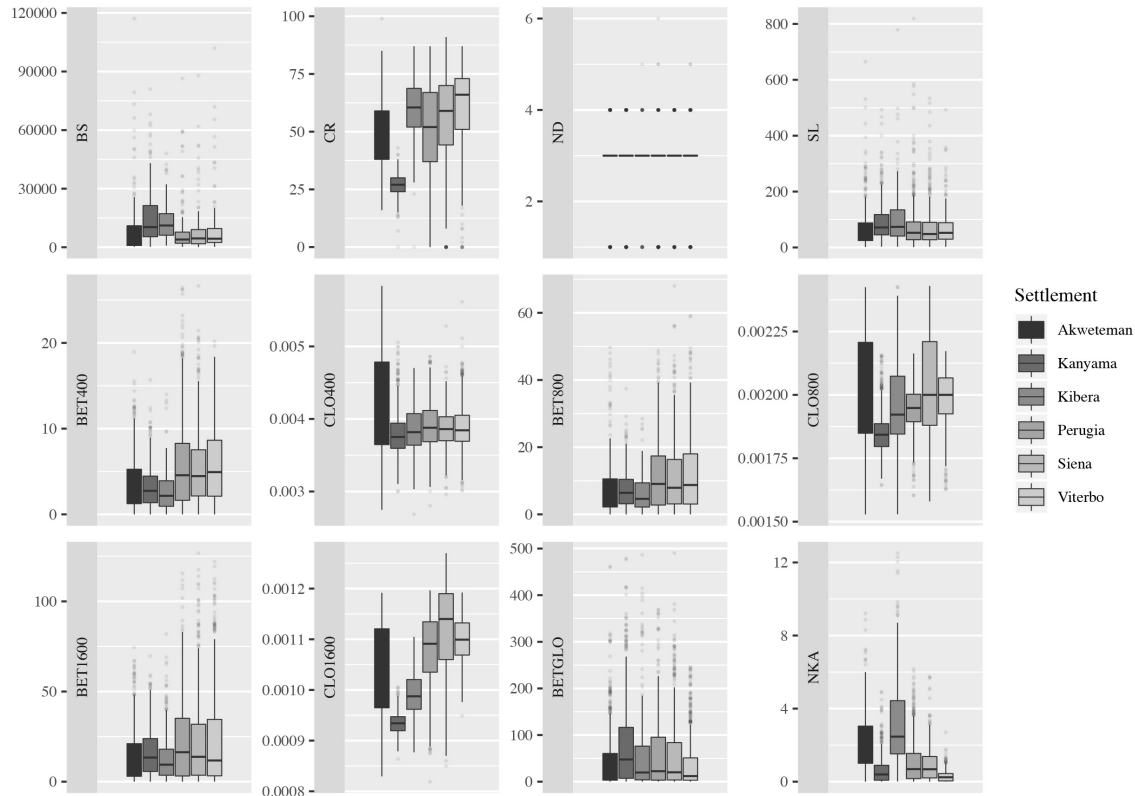 BS
120000
90000
60000
30000
0
CR
100
75
50
25
0
ND
6
4
2
SL
800
600
400
200
0
BET400
20
10
0
CLO400
0.005
0.004
0.003
BET800
60
40
20
0
CLO800
0.00225
0.00200
0.00175
0.00150
BET1600
100
50
0
CLO1600
0.0012
0.0011
0.0010
0.0009
0.0008
BETGLO
500
400
300
200
100
0
NKA
12
8
4
0
Settlement
Akweteman
Kanyama
Kibera
Perugia
Siena
Viterbo